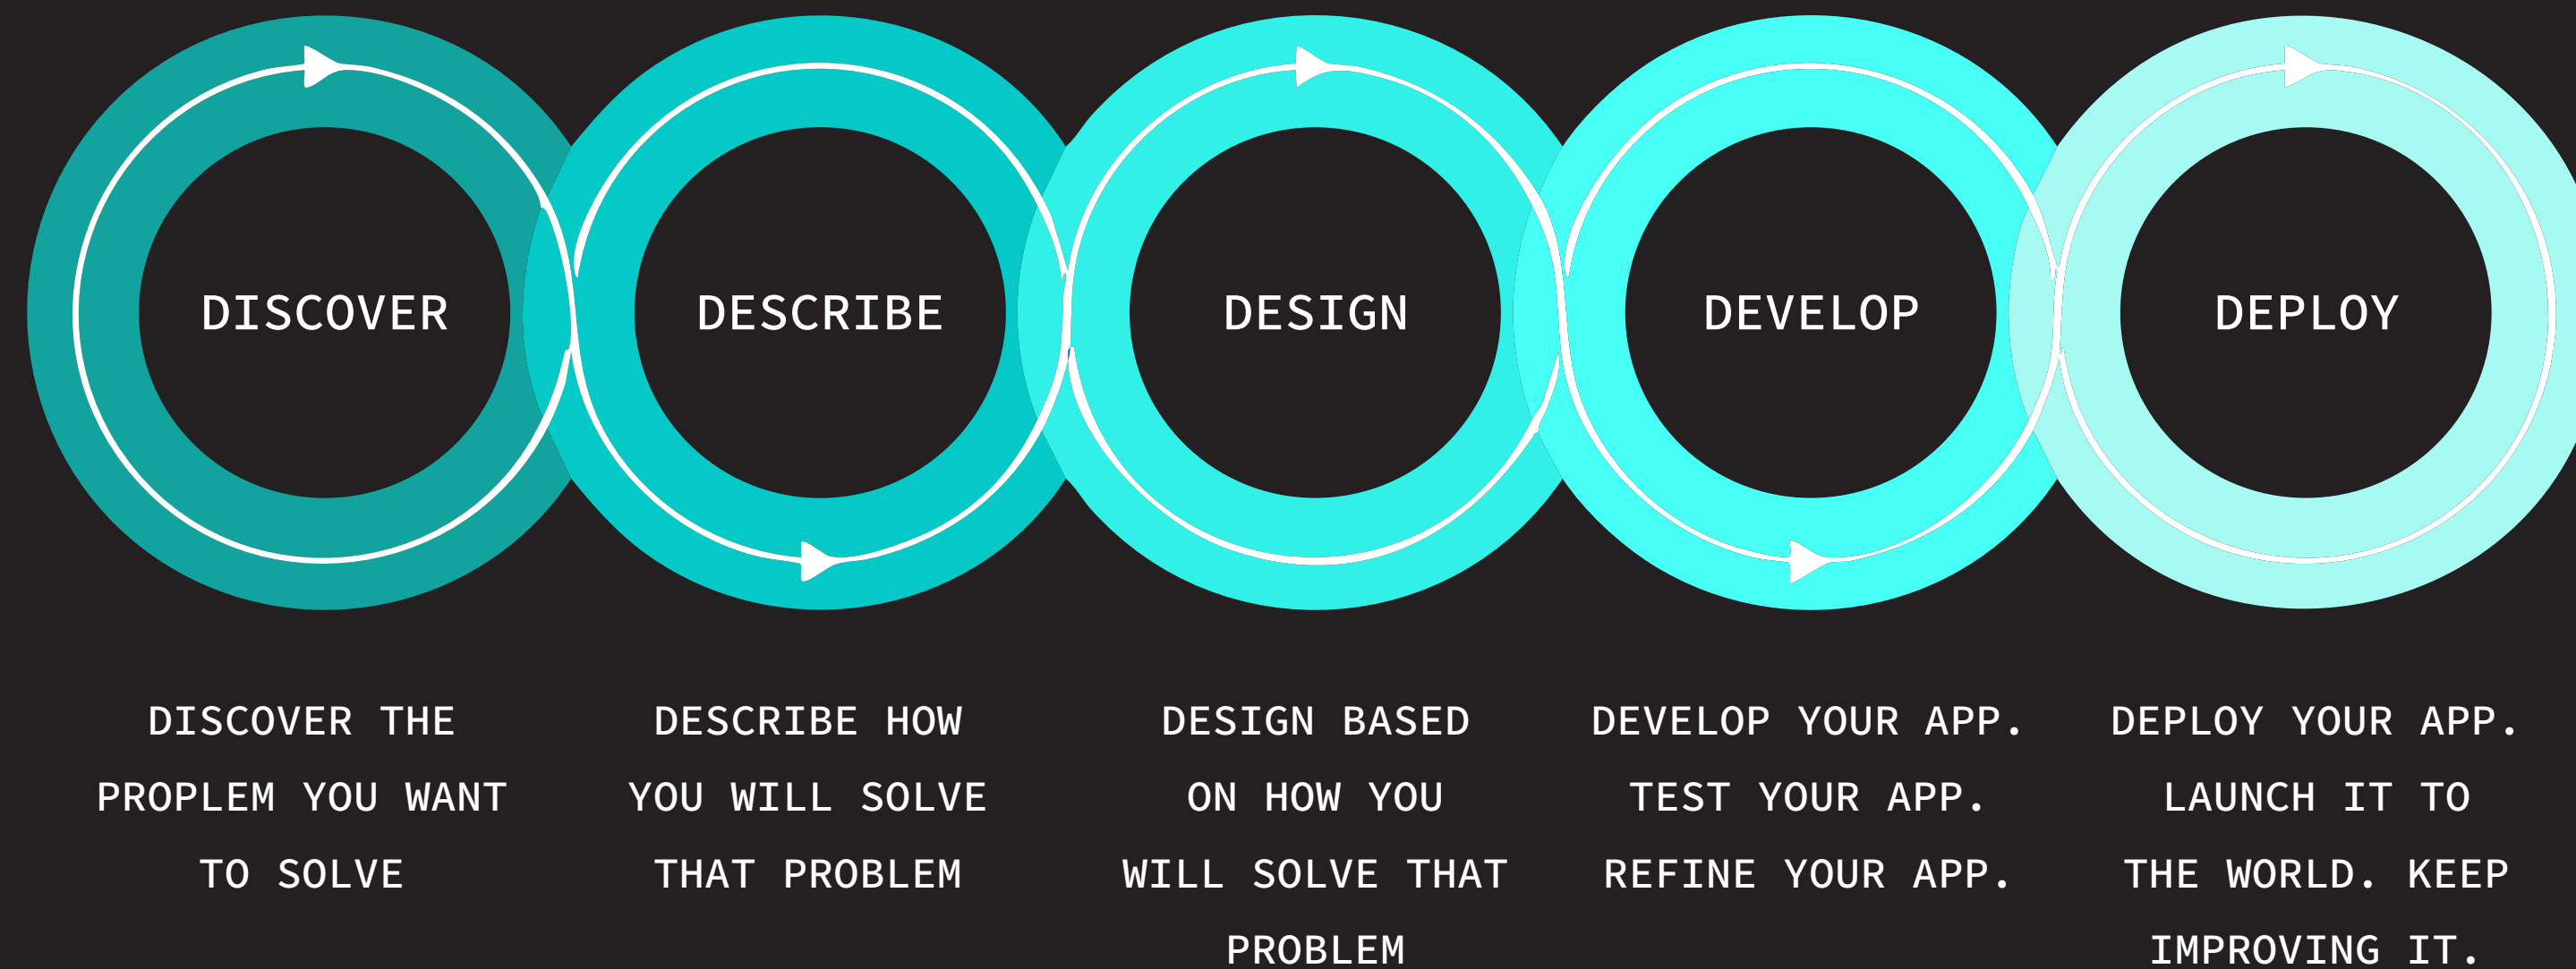 DISCOVER
DESCRIBE
DESIGN
DEVELOP
DEPLOY
DISCOVER THE
PROPLEM YOU WANT
TO SOLVE
DESCRIBE HOW
YOU WILL SOLVE
THAT PROBLEM
DESIGN BASED
ON HOW YOU
WILL SOLVE THAT
PROBLEM
DEVELOP YOUR APP.
TEST YOUR APP.
REFINE YOUR APP.
DEPLOY YOUR APP.
LAUNCH IT TO
THE WORLD. KEEP
IMPROVING IT.